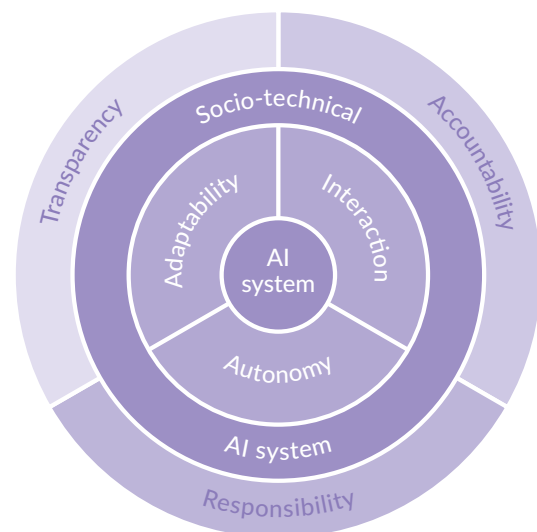 Transparency
Accountability
Socio-technical
Adaptability
Interaction
AI
system
Autonomy
AI system
Responsibility